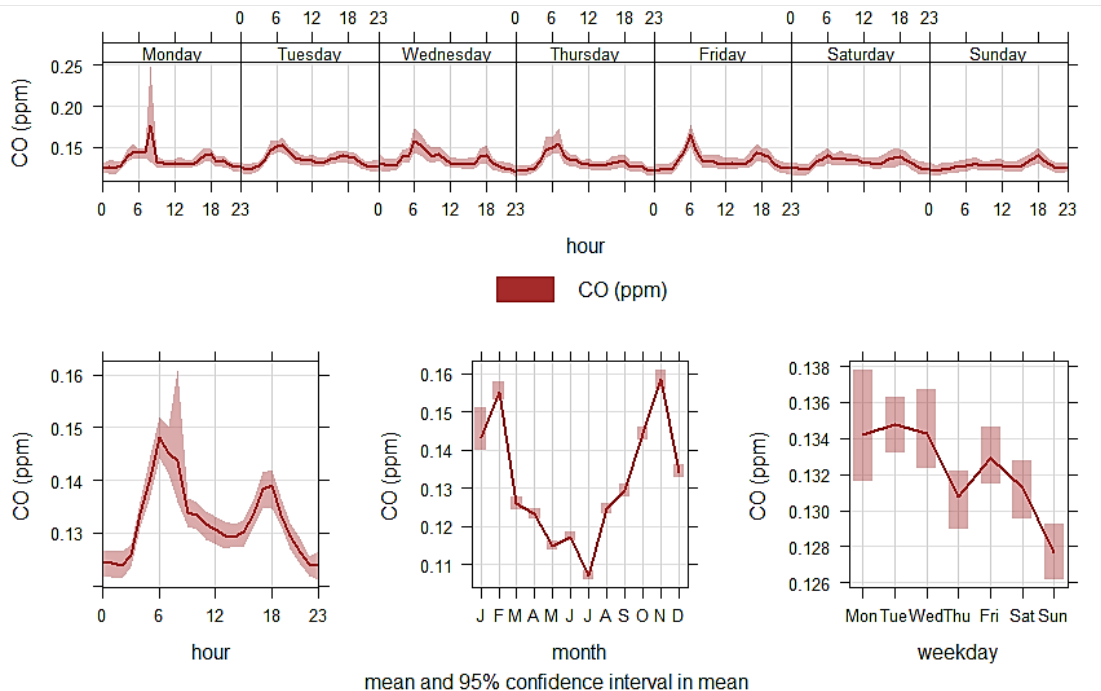 0 6 12 18 23 0 6 12 18 23 0 6 12 18 23
Monday Tuesday Wednesday Thursday Friday Saturday Sunday
CO (ppm)
0.25
0.20
0.15
0 6 12 18 23 0 6 12 18 23 0 6 12 18 23 0 6 12 18 23
hour
CO (ppm)
CO (ppm)
0.16
0.15
0.14
0.13
0 6 12 18 23
hour
CO (ppm)
0.16
0.15
0.14
0.13
0.12
0.11
J F M A M J J A S O N D
month
CO (ppm)
0.138
0.136
0.134
0.132
0.130
0.128
0.126
Mon Tue Wed Thu Fri Sat Sun
weekday
mean and 95% confidence interval in mean